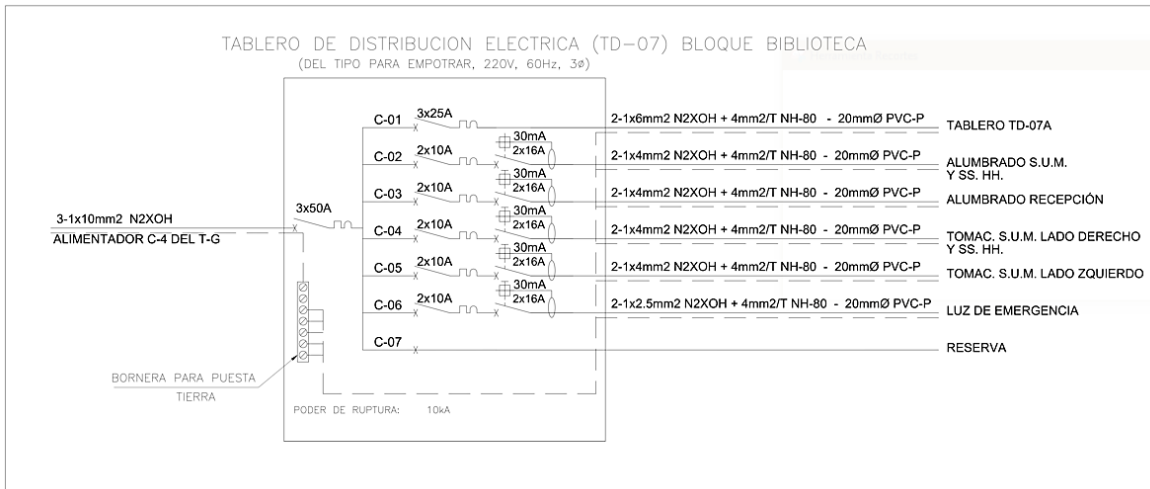 TABLERO DE DISTRIBUCION ELECTRICA (TD-07) BLOQUE BIBLIOTECA
(DEL TIPO PARA EMPOTRAR, 220V, 60Hz, 3ø)
3-1x10mm2 N2XOH
ALIMENTADOR C-4 DEL T-G
3x50A
C-01 3x25A 2-1x6mm2 N2XOH + 4mm2/T NH-80 - 20mmØ PVC-P TABLERO TD-07A
30mA
C-02 2x10A 2x16A 2-1x4mm2 N2XOH + 4mm2/T NH-80 - 20mmØ PVC-P ALUMBRADO S.U.M.
Y SS. HH.
30mA
C-03 2x10A 2x16A 2-1x4mm2 N2XOH + 4mm2/T NH-80 - 20mmØ PVC-P ALUMBRADO RECEPCIÓN
30mA
C-04 2x10A 2x16A 2-1x4mm2 N2XOH + 4mm2/T NH-80 - 20mmØ PVC-P TOMAC. S.U.M. LADO DERECHO
Y SS. HH.
30mA
C-05 2x10A 2x16A 2-1x4mm2 N2XOH + 4mm2/T NH-80 - 20mmØ PVC-P TOMAC. S.U.M. LADO ZQUIERDO
30mA
C-06 2x10A 2x16A 2-1x2.5mm2 N2XOH + 4mm2/T NH-80 - 20mmØ PVC-P LUZ DE EMERGENCIA
C-07 RESERVA
BORNERA PARA PUESTA
TIERRA
PODER DE RUPTURA: 10kA